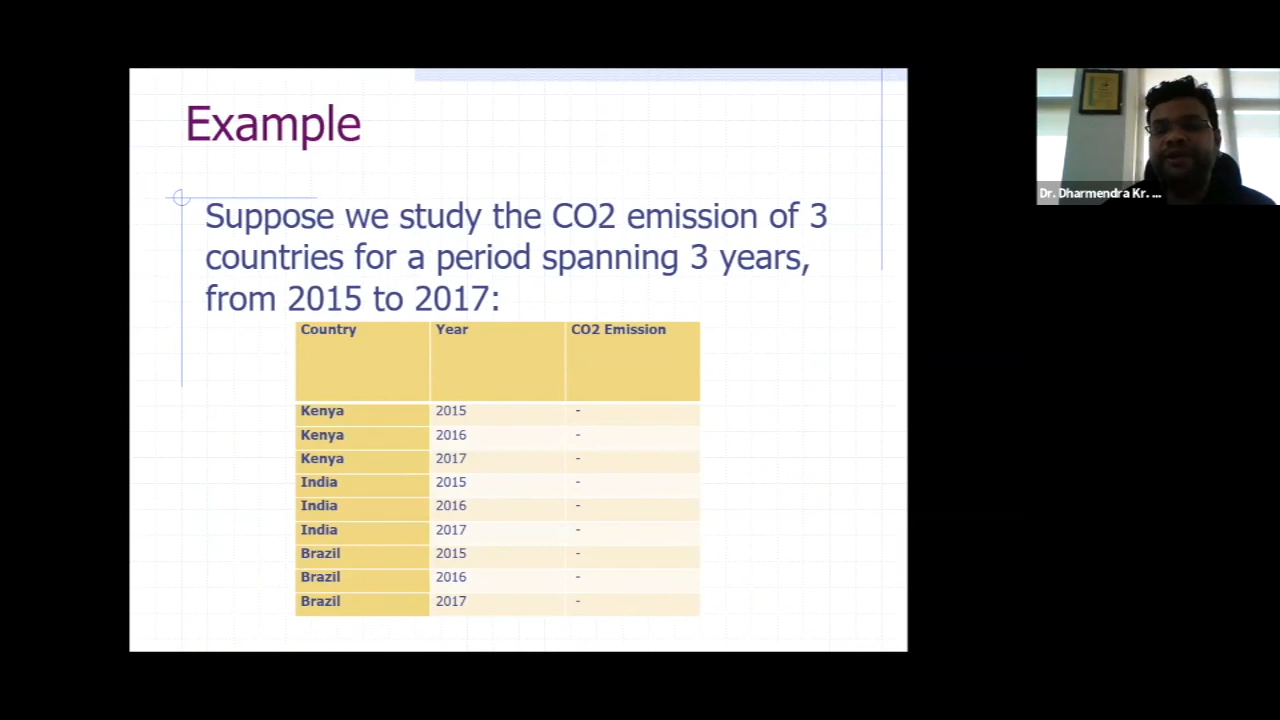 Example
Suppose we study the CO2 emission of 3
countries for a period spanning 3 years,
from 2015 to 2017:
Country Year CO2 Emission
Kenya 2015 -
Kenya 2016 -
Kenya 2017 -
India 2015 -
India 2016 -
India 2017 -
Brazil 2015 -
Brazil 2016 -
Brazil 2017 -
Dr. Dharmendra Kr. ...